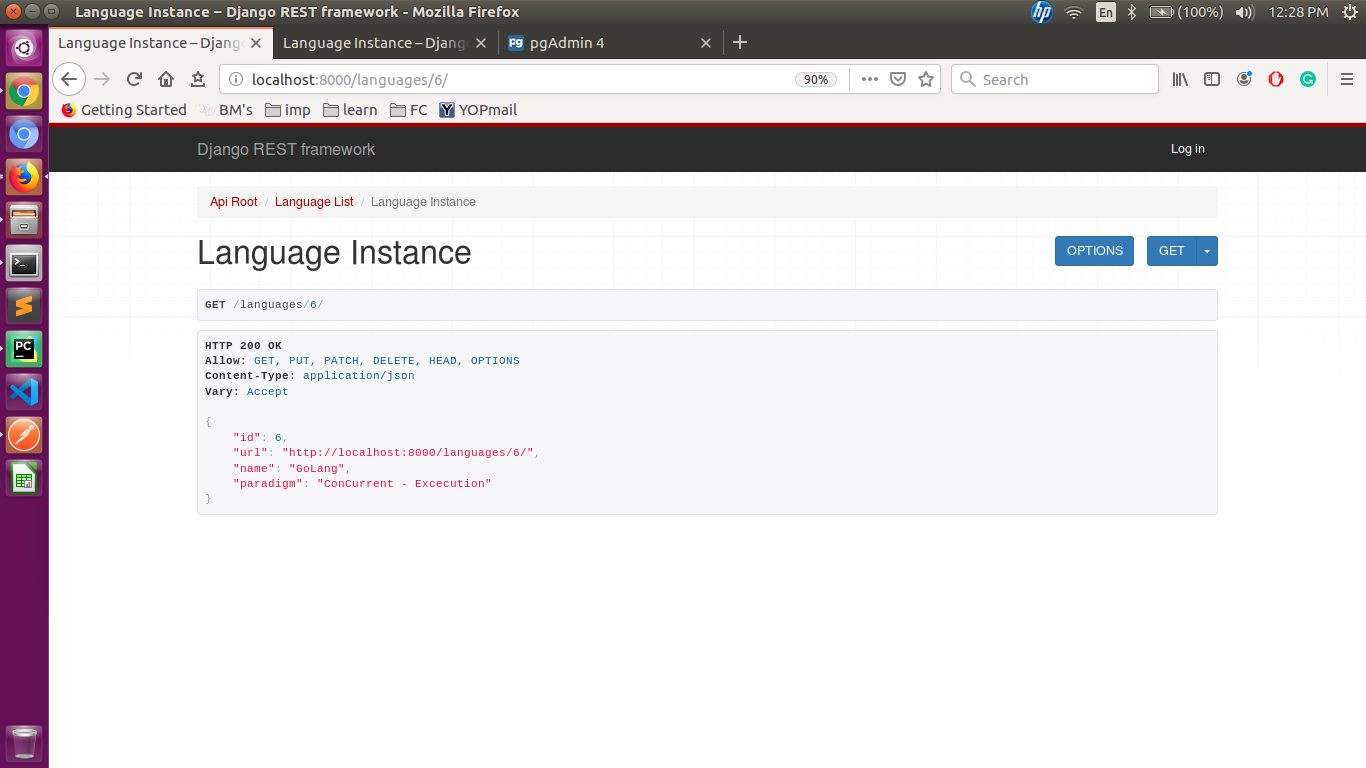 Language Instance – Django REST framework - Mozilla Firefox
hp En (100%) 12:28 PM
Language Instance – Djang
Language Instance – Djang
pg pgAdmin 4
localhost:8000/languages/6/ 90% Search
Getting Started BM's imp learn FC Y YOPmail
Django REST framework Log in
Api Root / Language List / Language Instance
Language Instance OPTIONS GET
GET /languages/6/
HTTP 200 OK
Allow: GET, PUT, PATCH, DELETE, HEAD, OPTIONS
Content-Type: application/json
Vary: Accept
{
"id": 6,
"url": "http://localhost:8000/languages/6/",
"name": "GoLang",
"paradigm": "ConCurrent - Excecution"
}
PC